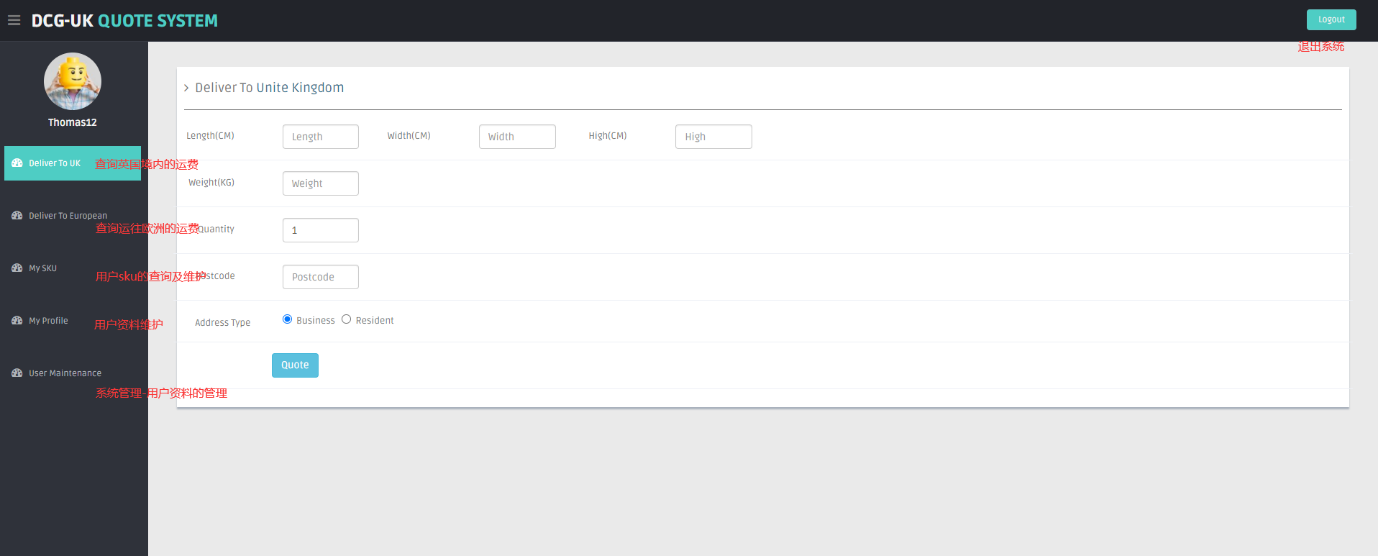 DCG-UK QUOTE SYSTEM
Logout
退出系统
Thomas12
Deliver To UK
查询英国境内的运费
Deliver To European
查询运往欧洲的运费
My SKU
用户sku的查询及维护
My Profile
用户资料维护
User Maintenance
系统管理-用户资料的管理
Deliver To Unite Kingdom
Length(CM) Length Width(CM) Width High(CM) High
Weight(KG) Weight
Quantity 1
Postcode Postcode
Address Type Business Resident
Quote